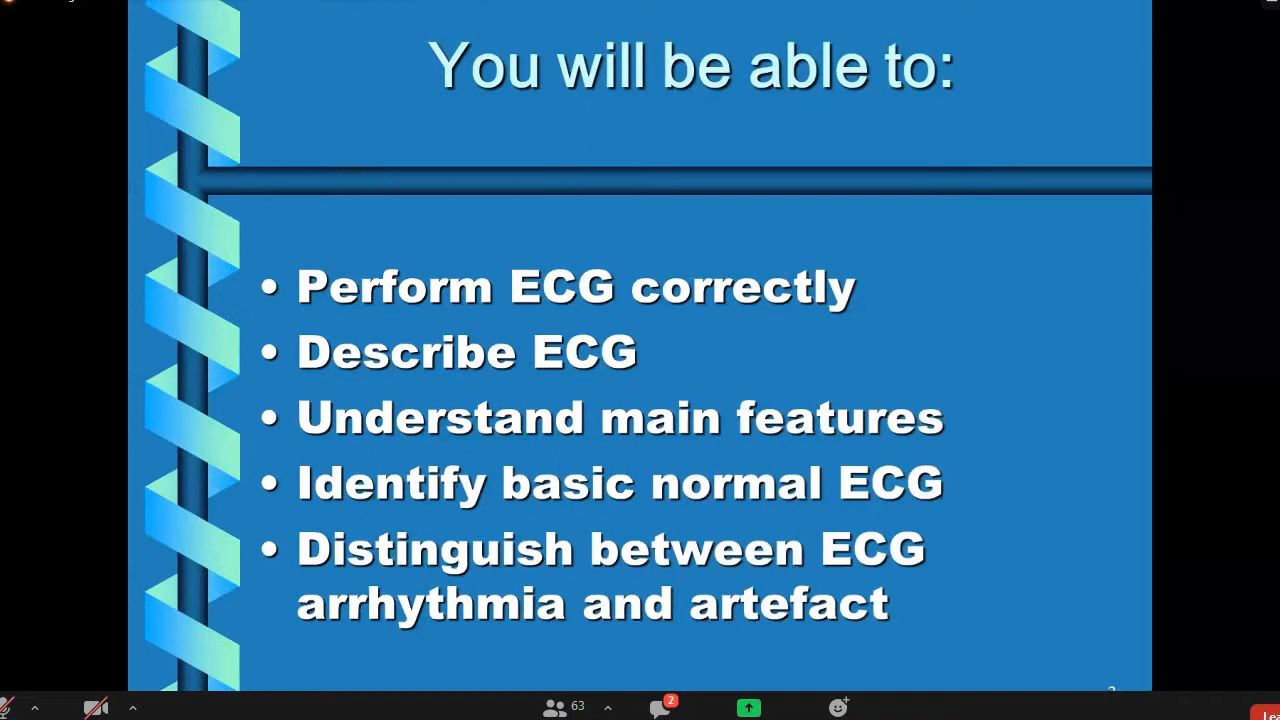 You will be able to:
• Perform ECG correctly
• Describe ECG
• Understand main features
• Identify basic normal ECG
• Distinguish between ECG
arrhythmia and artefact
63
2